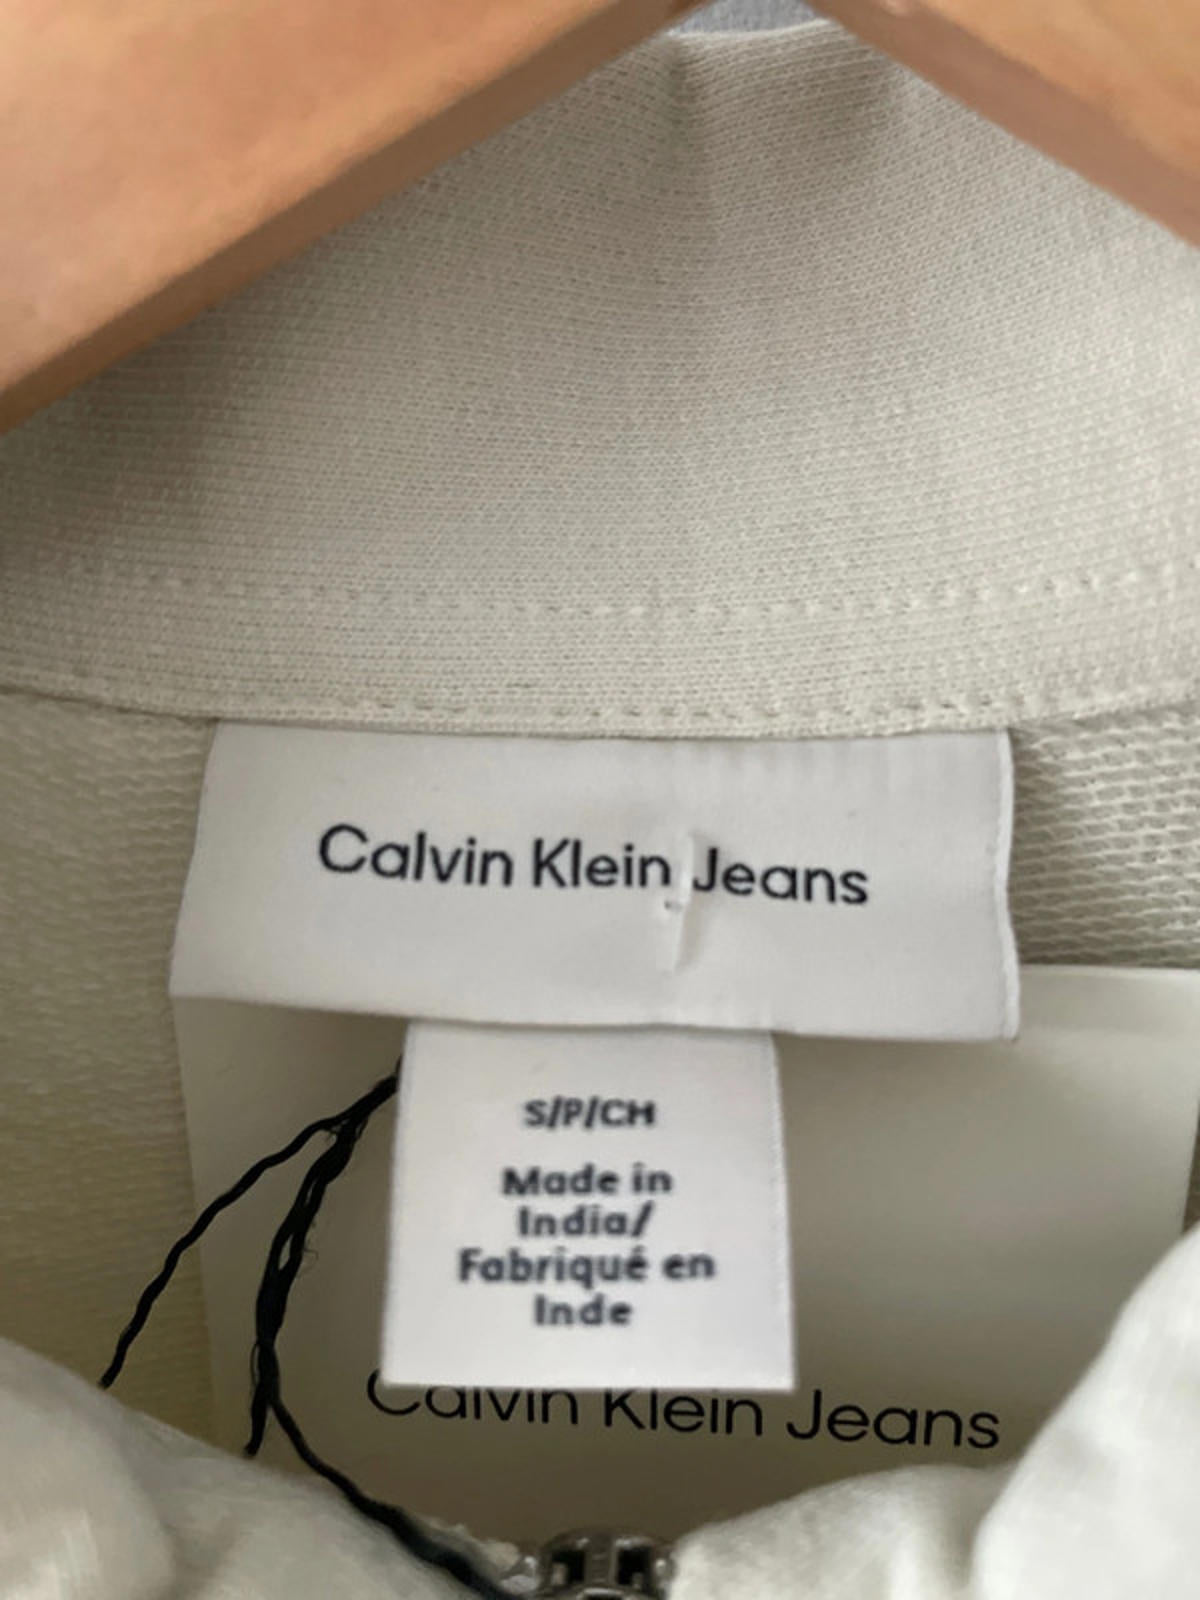 Calvin Klein Jeans
S/P/CH
Made in
India/
Fabriqué en
Inde
Calvin Klein Jeans